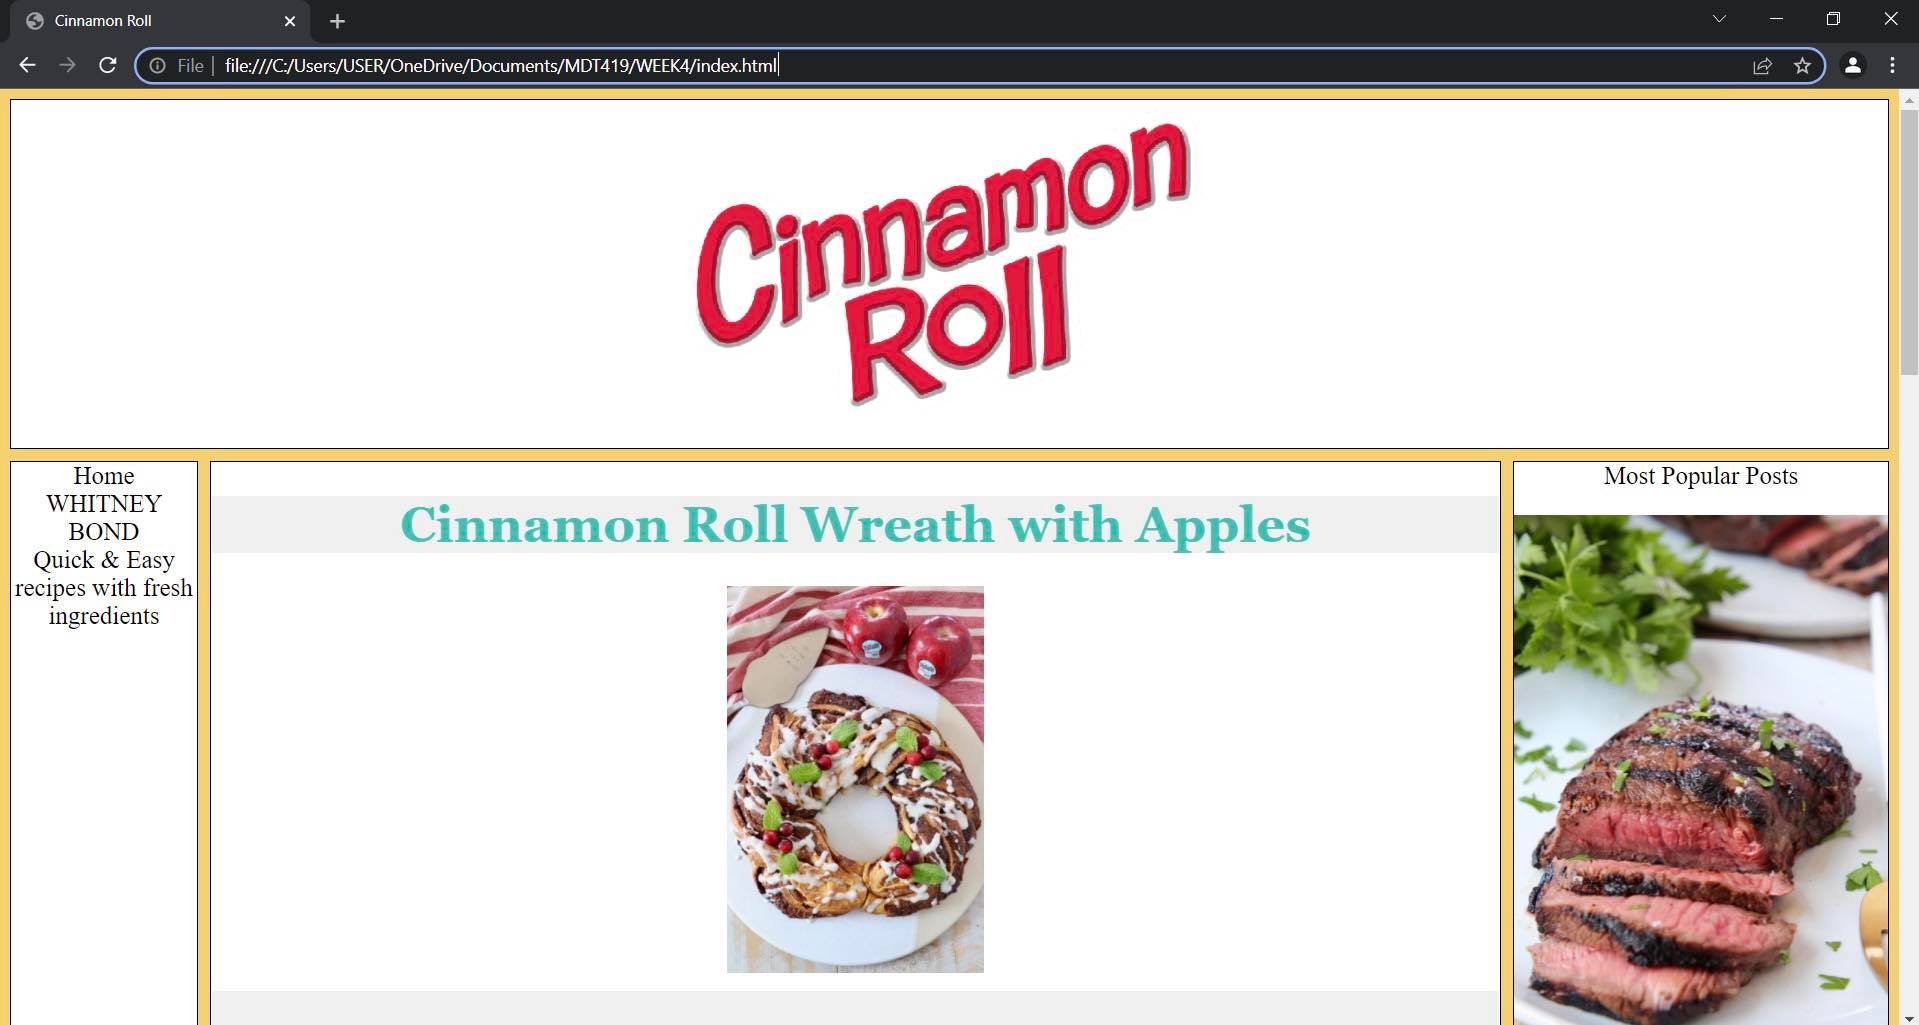 Cinnamon Roll
File
file:///C:/Users/USER/OneDrive/Documents/MDT419/WEEK4/index.html
Cinnamon
Roll
Home
WHITNEY
BOND
Quick & Easy
recipes with fresh
ingredients
Cinnamon Roll Wreath with Apples
Most Popular Posts